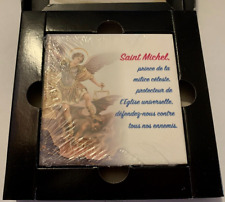 Saint Michel,
prince de la
milice céleste,
protecteur de
l'Église universelle,
défendez-nous contre
tous nos ennemis.